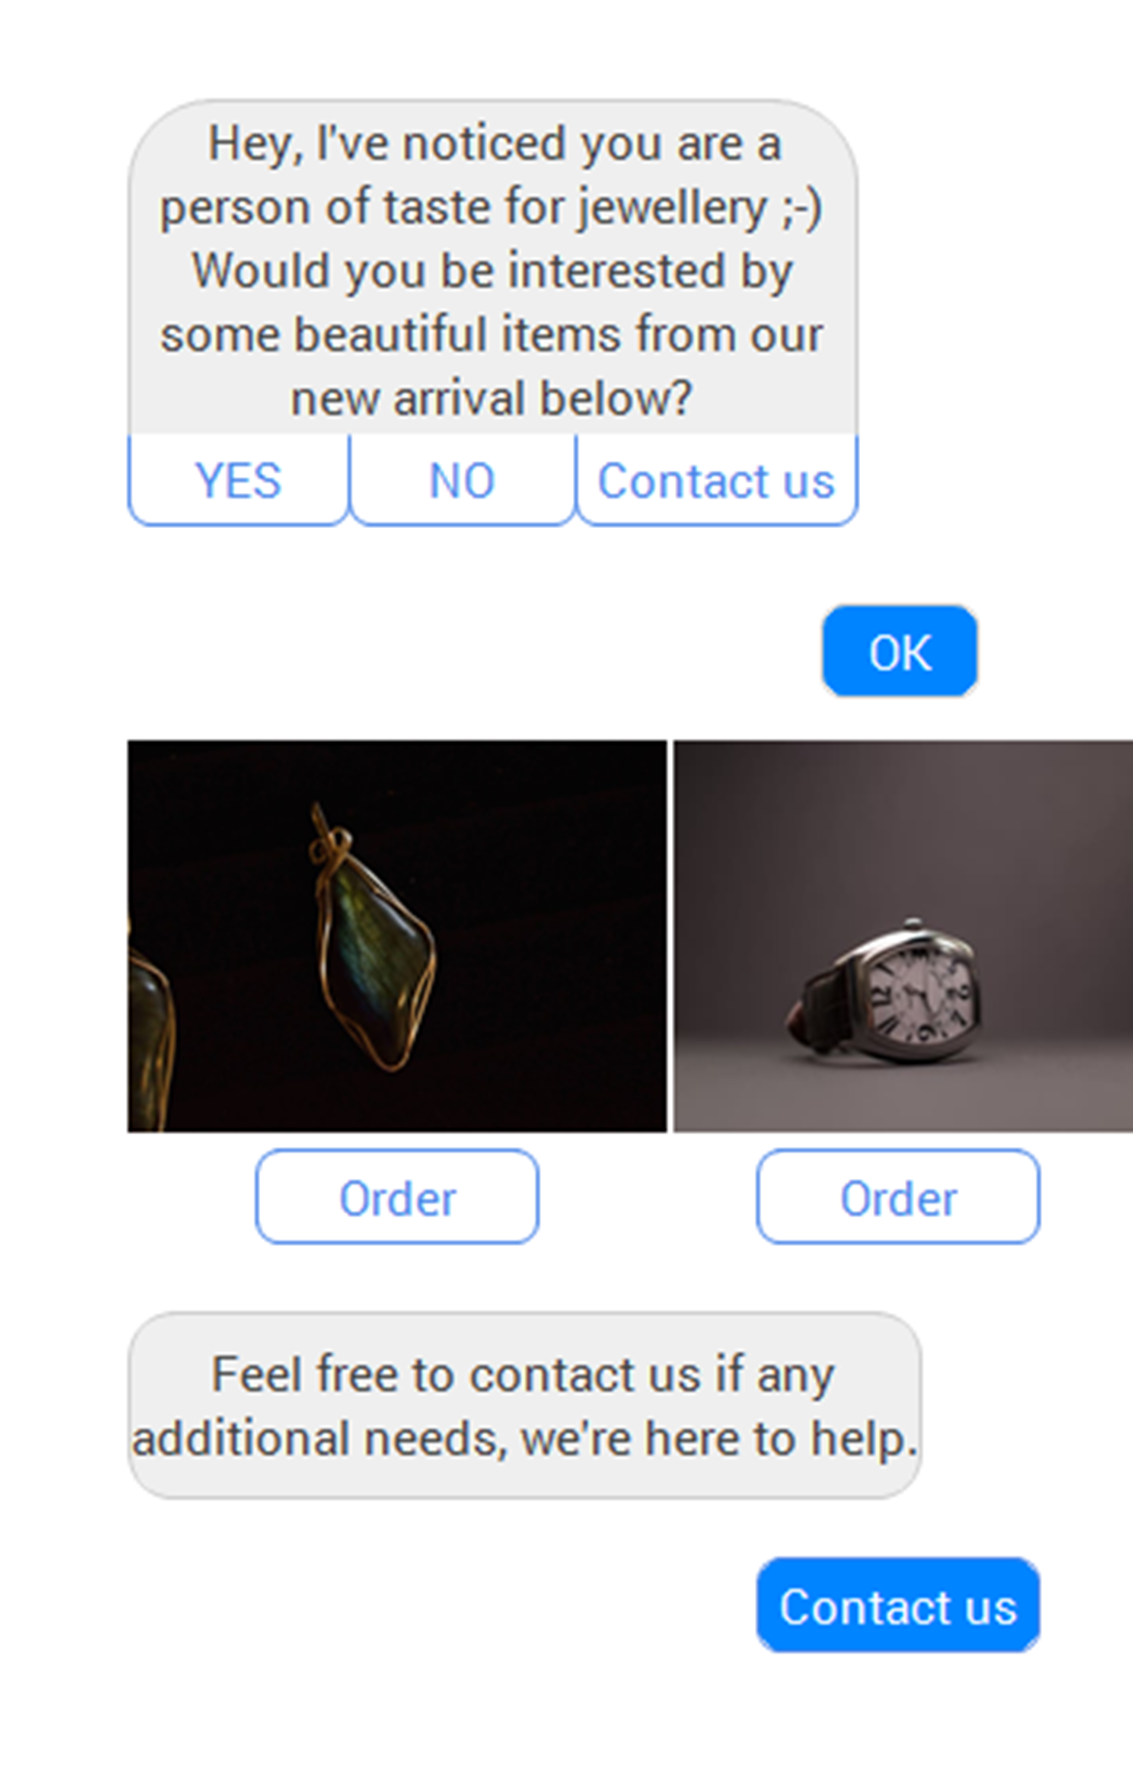 Hey, I've noticed you are a
person of taste for jewellery ;-)
Would you be interested by
some beautiful items from our
new arrival below?
YES NO Contact us
OK
Order Order
Feel free to contact us if any
additional needs, we're here to help.
Contact us